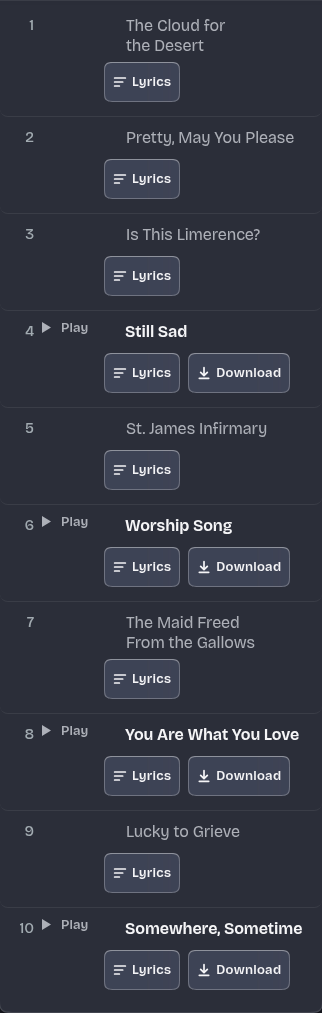 1
The Cloud for
the Desert
Lyrics
2
Pretty, May You Please
Lyrics
3
Is This Limerence?
Lyrics
4 Play Still Sad
Lyrics Download
5
St. James Infirmary
Lyrics
6 Play Worship Song
Lyrics Download
7
The Maid Freed
From the Gallows
Lyrics
8 Play You Are What You Love
Lyrics Download
9
Lucky to Grieve
Lyrics
10 Play Somewhere, Sometime
Lyrics Download